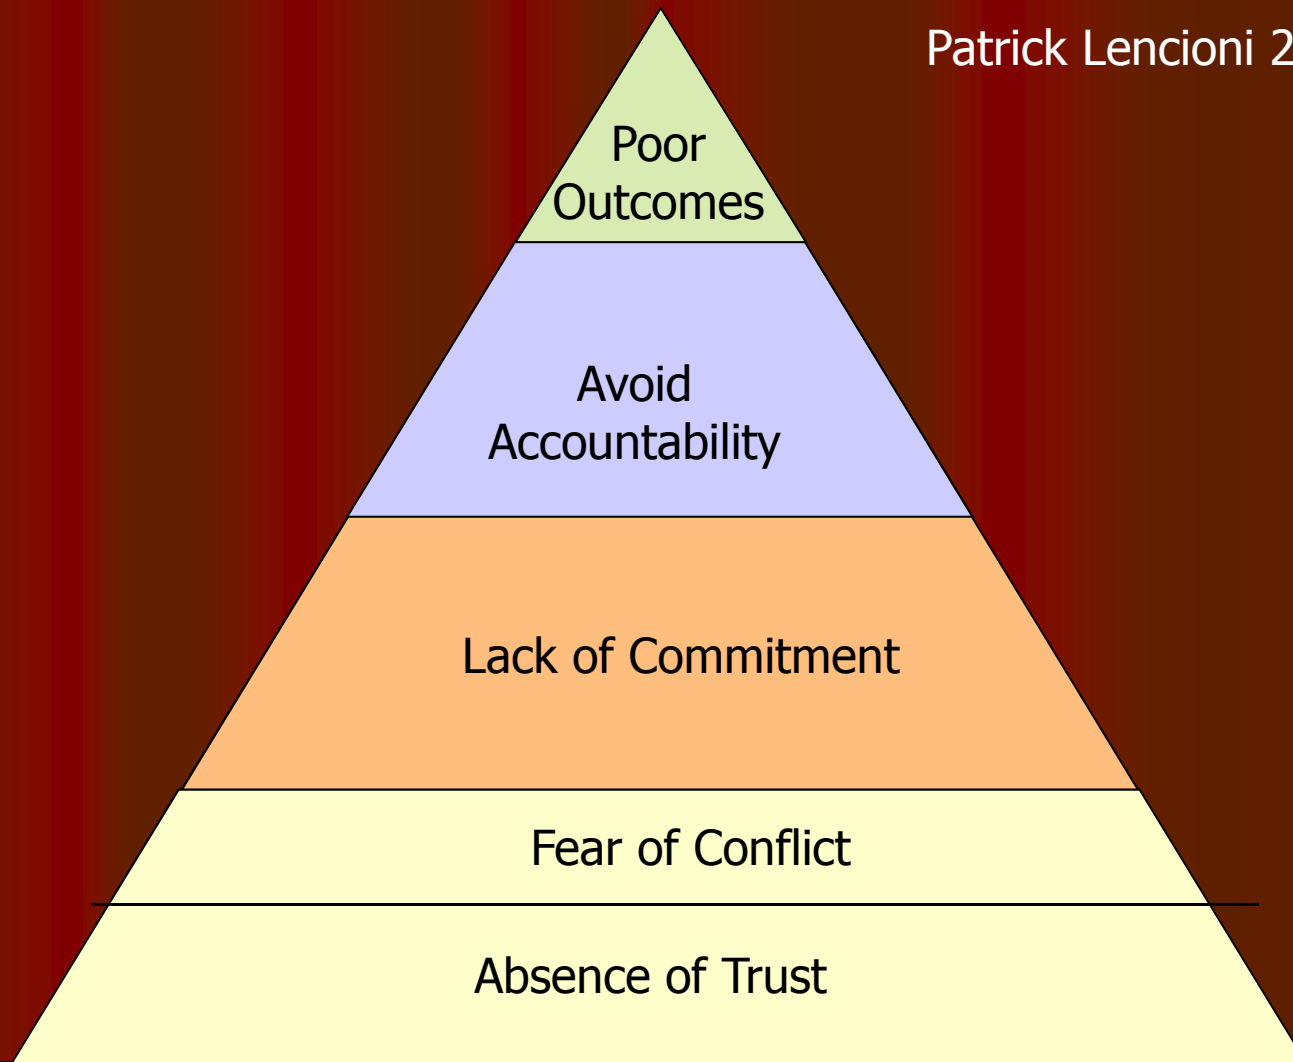 Patrick Lencioni 2
Poor
Outcomes
Avoid
Accountability
Lack of Commitment
Fear of Conflict
Absence of Trust